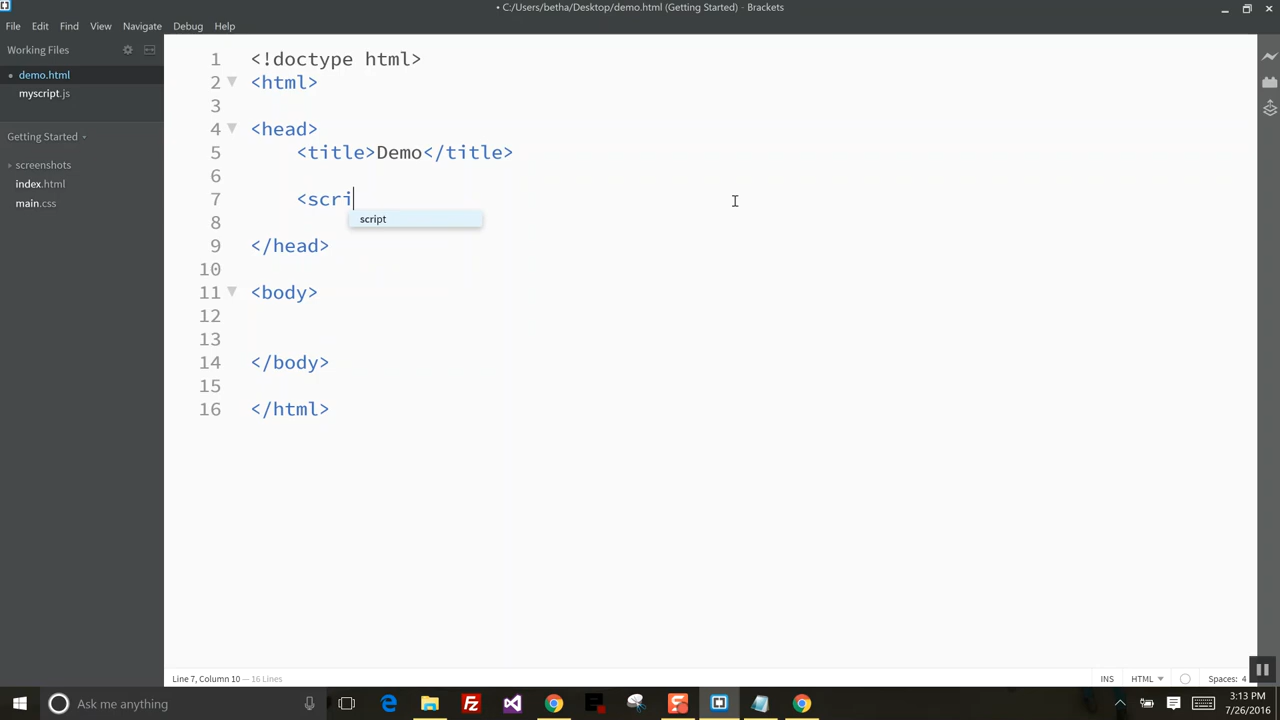 • C:/Users/betha/Desktop/demo.html (Getting Started) - Brackets
File Edit Find View Navigate Debug Help
Working Files
demo.html
myscript.js
Getting Started
screenshots
index.html
main.css
1 <!doctype html>
2 <html>
3
4 <head>
5 <title>Demo</title>
6
7 <scri
script
8
9 </head>
10
11 <body>
12
13
14 </body>
15
16 </html>
Line 7, Column 10 — 16 Lines
INS HTML Spaces: 4
Ask me anything
3:13 PM
7/26/2016